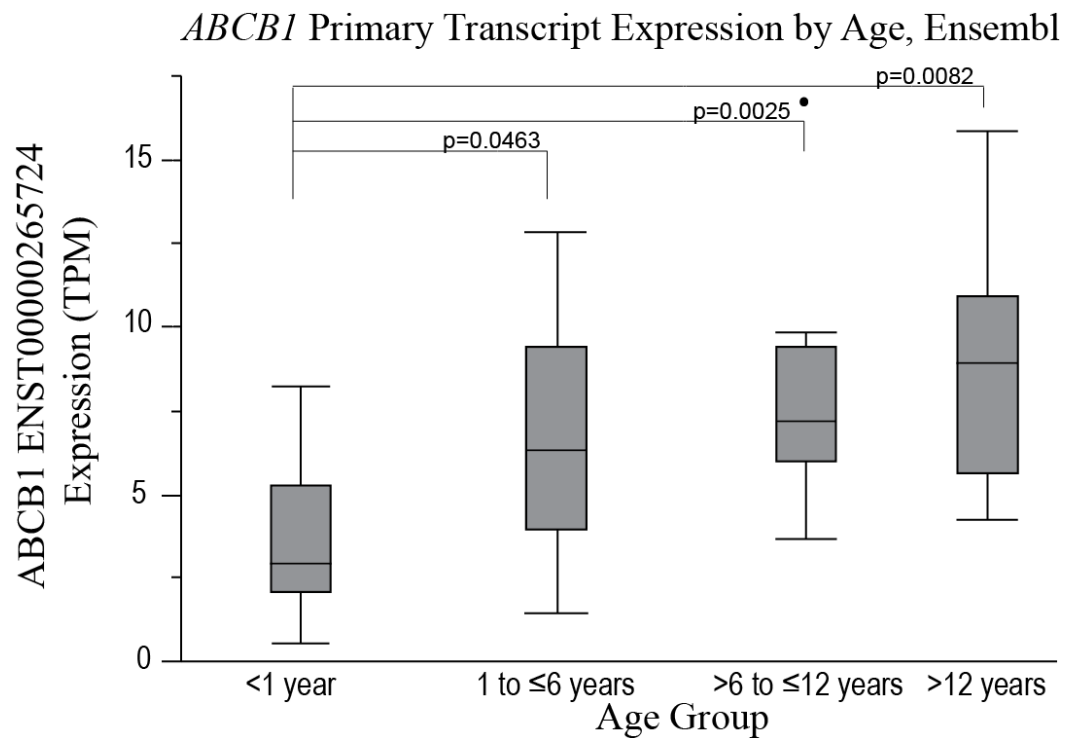 ABCB1 Primary Transcript Expression by Age, Ensembl
p=0.0082
p=0.0025
p=0.0463
ABCB1 ENST00000265724
Expression (TPM)
15
10
5
0
<1 year
1 to ≤6 years
>6 to ≤12 years
>12 years
Age Group